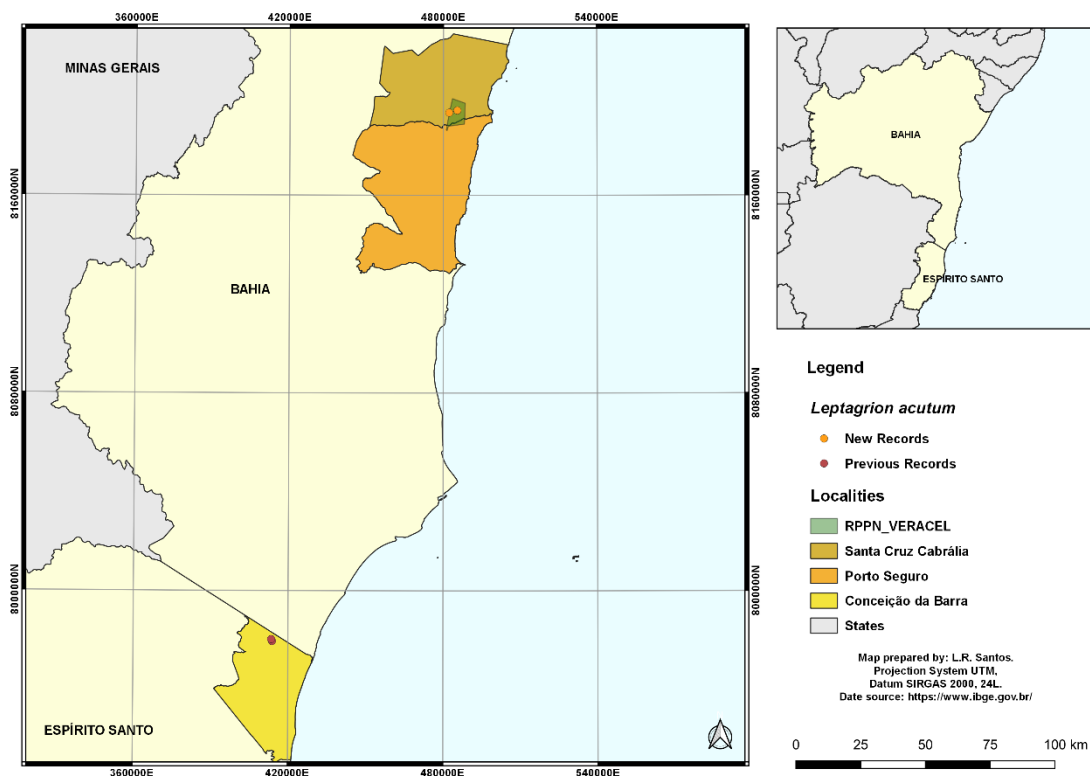 360000E 420000E 480000E 540000E
MINAS GERAIS
BAHIA
ESPÍRITO SANTO
8160000N
8080000N
8000000N
8160000N
8080000N
8000000N
360000E 420000E 480000E 540000E
BAHIA
ESPÍRITO SANTO
Legend
Leptagrion acutum
New Records
Previous Records
Localities
RPPN_VERACEL
Santa Cruz Cabrália
Porto Seguro
Conceição da Barra
States
Map prepared by: L.R. Santos.
Projection System UTM,
Datum SIRGAS 2000, 24L.
Date source: https://www.ibge.gov.br/
0 25 50 75 100 km